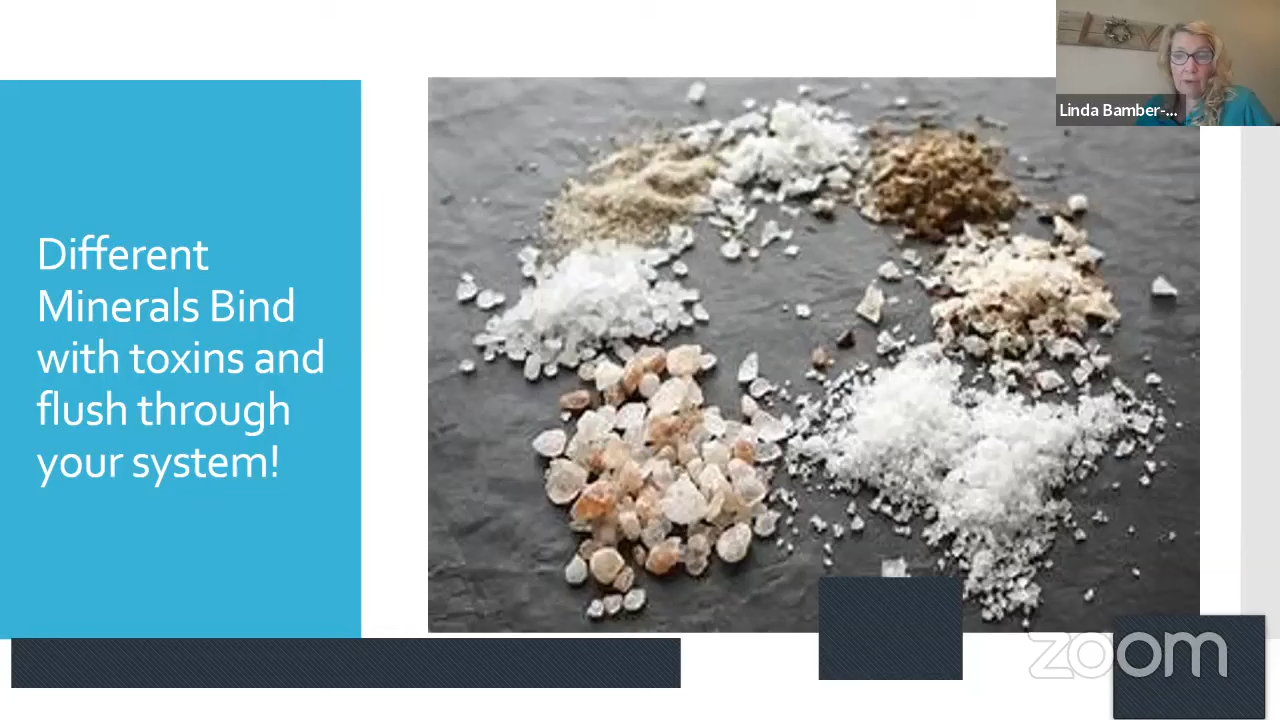 Linda Bamber-...
Different
Minerals Bind
with toxins and
flush through
your system!
zoom